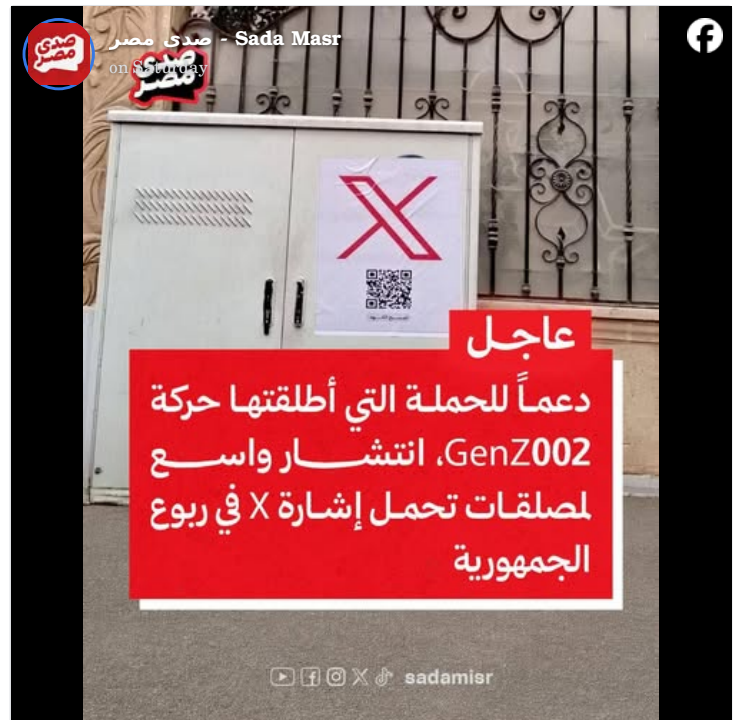 صدى مصر - Sada Masr
on Saturday
صدى
مصر
صدى
مصر
X
عاجل
دعماً للحملة التي أطلقتها حركة
GenZ002، انتشار واسع
لمصلقات تحمل إشارة X في ربوع
الجمهورية
sadamisr